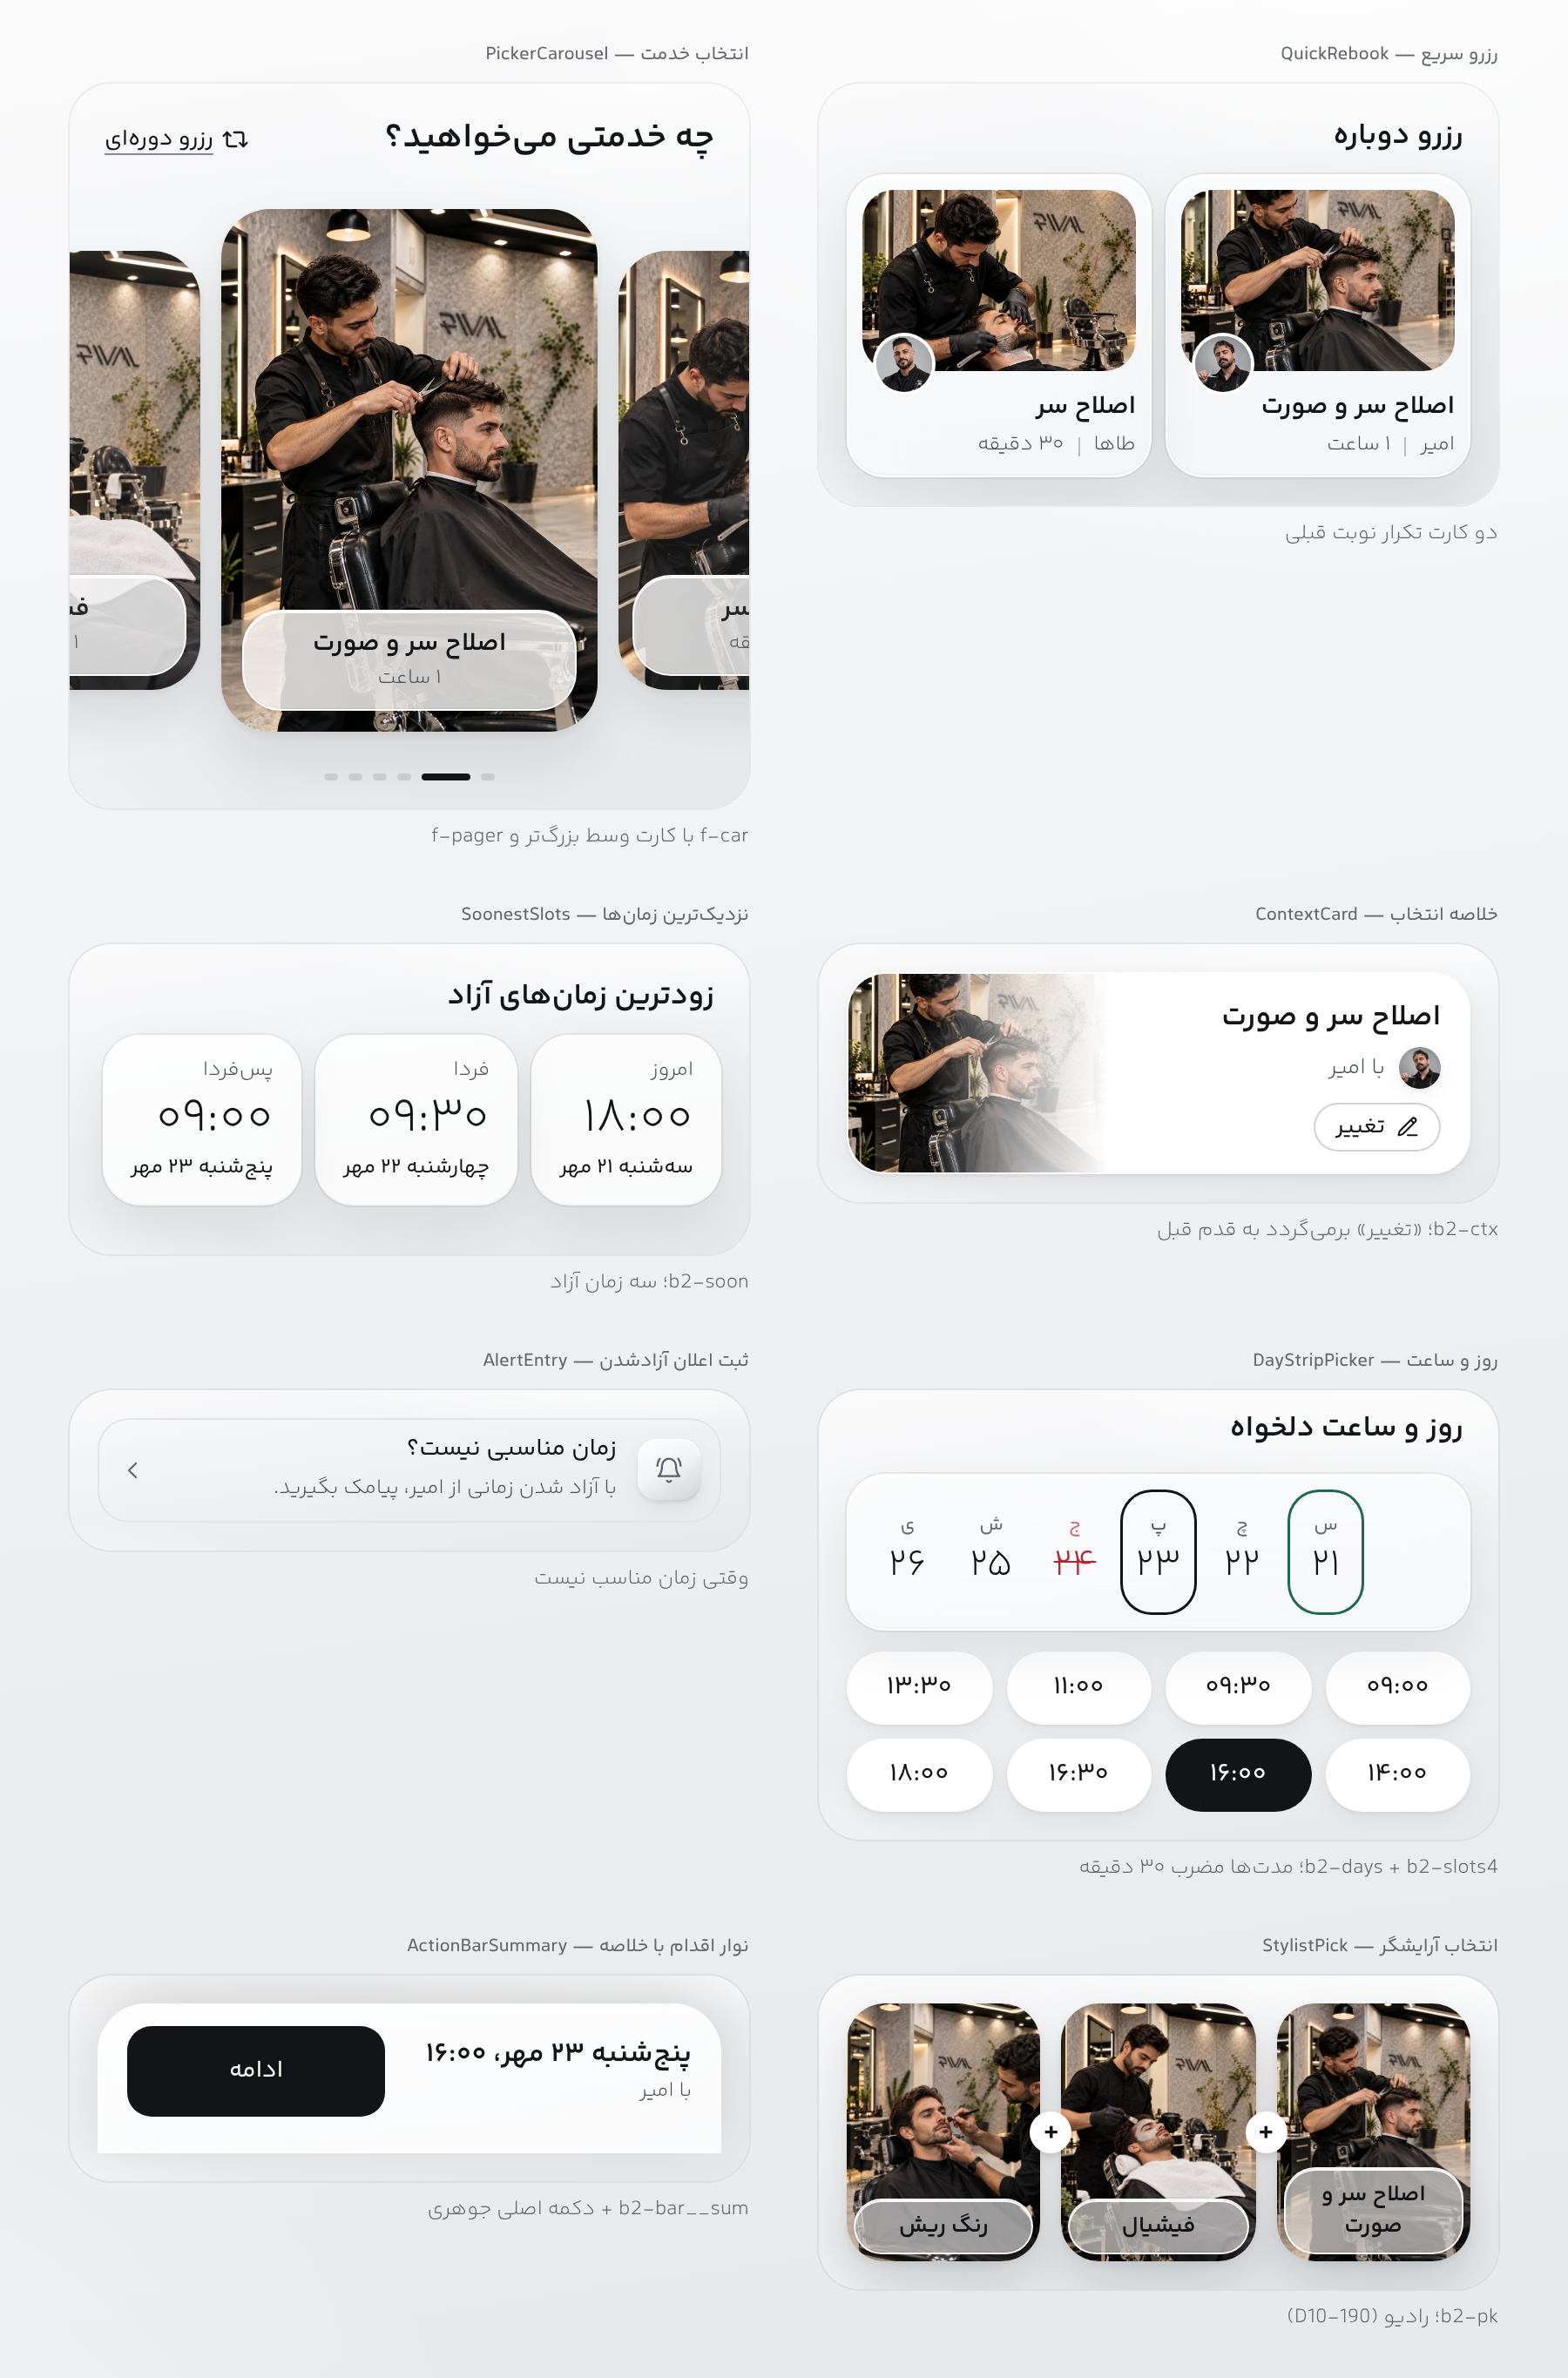 رزرو سریع — QuickRebook
رزرو دوباره
RIVAL
RIVAL
اصلاح سر و صورت
امیر | ۱ ساعت
اصلاح سر
طاها | ۳۰ دقیقه
دو کارت تکرار نوبت قبلی
انتخاب خدمت — PickerCarousel
چه خدمتی می‌خواهید؟
رزرو دوره‌ای
اصلاح سر و صورت
۱ ساعت
f-car با کارت وسط بزرگ‌تر و f-pager
خلاصه انتخاب — ContextCard
اصلاح سر و صورت
با امیر
تغییر
b2-ctx؛ «تغییر» برمی‌گردد به قدم قبل
نزدیک‌ترین زمان‌ها — SoonestSlots
زودترین زمان‌های آزاد
امروز
۱۸:۰۰
سه‌شنبه ۲۱ مهر
فردا
۰۹:۳۰
چهارشنبه ۲۲ مهر
پس‌فردا
۰۹:۰۰
پنج‌شنبه ۲۳ مهر
b2-soon؛ سه زمان آزاد
روز و ساعت — DayStripPicker
روز و ساعت دلخواه
س چ پ ج ش ی
۲۱ ۲۲ ۲۳ ۲۴ ۲۵ ۲۶
۰۹:۰۰ ۰۹:۳۰ ۱۱:۰۰ ۱۳:۳۰
۱۴:۰۰ ۱۶:۰۰ ۱۶:۳۰ ۱۸:۰۰
b2-days + b2-slots4؛ مدت‌ها مضرب ۳۰ دقیقه
ثبت اعلان آزادشدن — AlertEntry
زمان مناسبی نیست؟
با آزاد شدن زمانی از امیر، پیامک بگیرید.
وقتی زمان مناسب نیست
انتخاب آرایشگر — StylistPick
اصلاح سر و
صورت
+
فیشیال
+
رنگ ریش
b2-pk؛ رادیو (D10-190)
نوار اقدام با خلاصه — ActionBarSummary
پنج‌شنبه ۲۳ مهر، ۱۶:۰۰
با امیر
ادامه
b2-bar__sum + دکمه اصلی جوهری